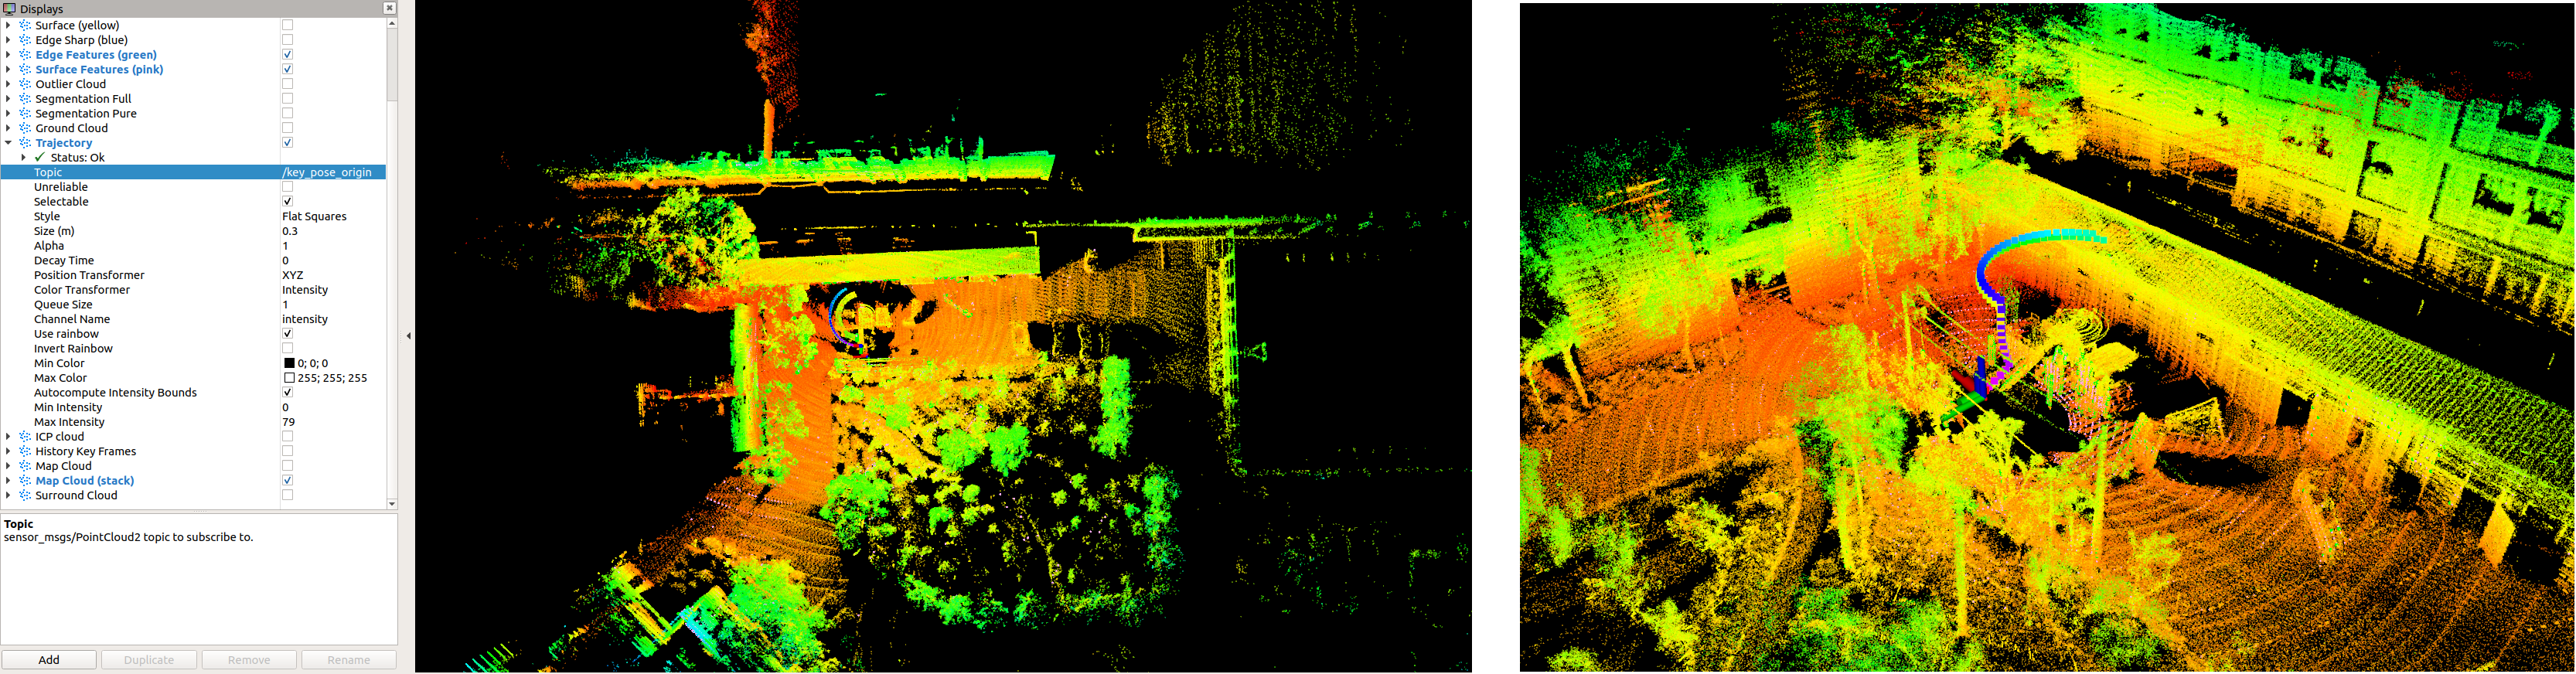 Displays
Surface (yellow)
Edge Sharp (blue)
Edge Features (green)
Surface Features (pink)
Outlier Cloud
Segmentation Full
Segmentation Pure
Ground Cloud
Trajectory
Status: Ok
Topic /key_pose_origin
Unreliable
Selectable
Style Flat Squares
Size (m) 0.3
Alpha 1
Decay Time 0
Position Transformer XYZ
Color Transformer Intensity
Queue Size 1
Channel Name intensity
Use rainbow
Invert Rainbow
Min Color 0; 0; 0
Max Color 255; 255; 255
Autocompute Intensity Bounds
Min Intensity 0
Max Intensity 79
ICP cloud
History Key Frames
Map Cloud
Map Cloud (stack)
Surround Cloud
Topic
sensor_msgs/PointCloud2 topic to subscribe to.
Add Duplicate Remove Rename